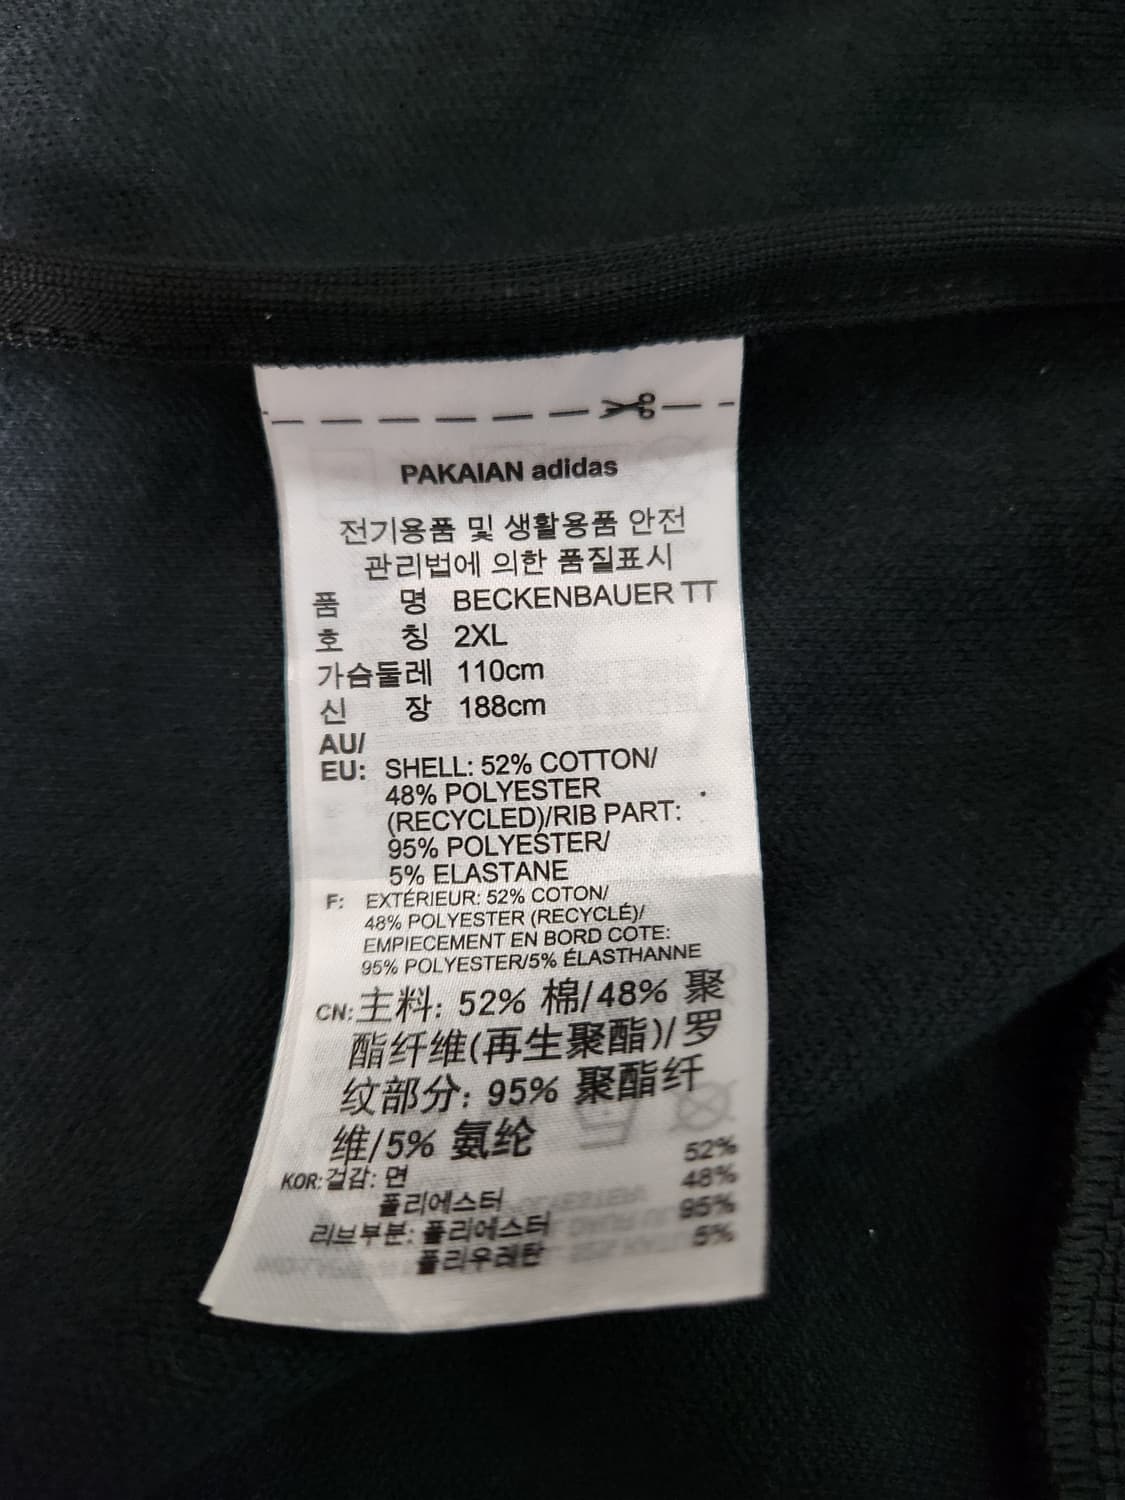 PAKAIAN adidas
전기용품 및 생활용품 안전
관리법에 의한 품질표시
품 명 BECKENBAUER TT
호 칭 2XL
가슴둘레 110cm
신 장 188cm
AU/
EU: SHELL: 52% COTTON/
48% POLYESTER
(RECYCLED)/RIB PART:
95% POLYESTER/
5% ELASTANE
F: EXTÉRIEUR: 52% COTON/
48% POLYESTER (RECYCLÉ)/
EMPIECEMENT EN BORD COTE:
95% POLYESTER/5% ÉLASTHANNE
CN: 主料: 52% 棉/48% 聚
酯纤维(再生聚酯)/罗
纹部分: 95% 聚酯纤
维/5% 氨纶
KOR: 겉감: 면 52%
폴리에스터 48%
리브부분: 폴리에스터 95%
폴리우레탄 5%